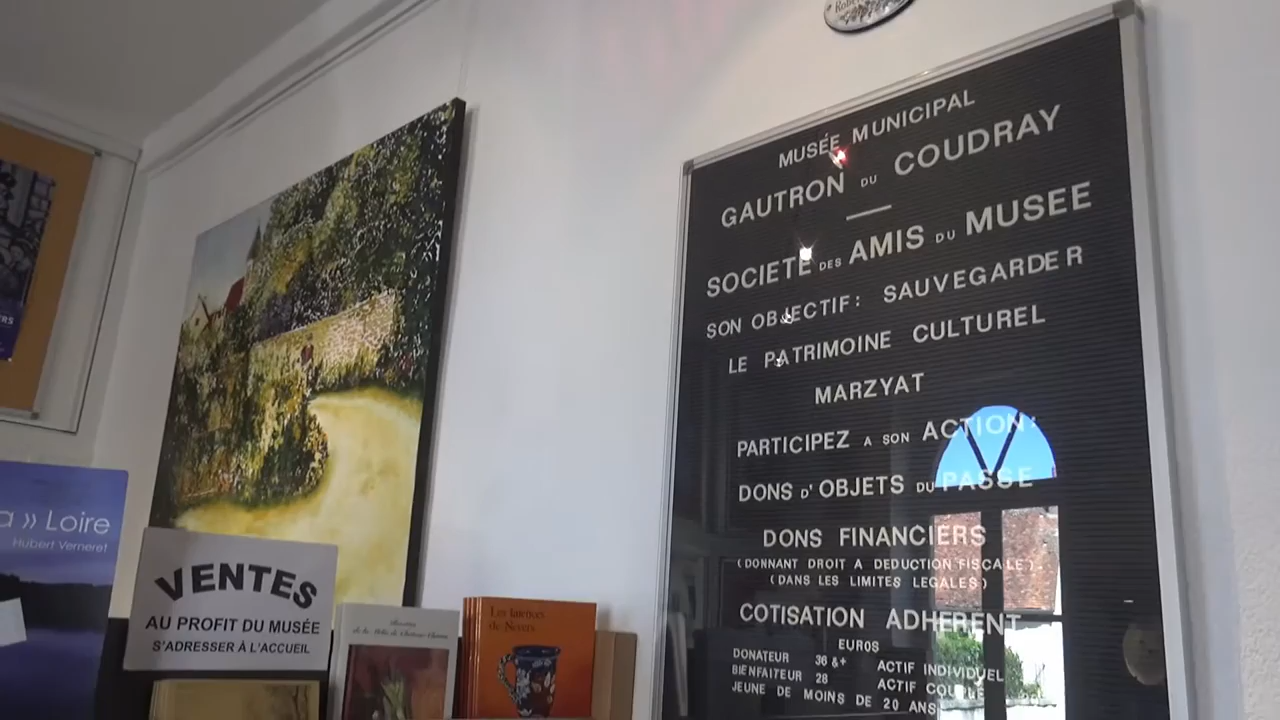 MUSÉE MUNICIPAL
GAUTRON DU COUDRAY
SOCIETE DES AMIS DU MUSEE
SON OBJECTIF: SAUVEGARDER
LE PATRIMOINE CULTUREL
MARZYAT
PARTICIPEZ A SON ACTION:
DONS D'OBJETS DU PASSE
DONS FINANCIERS
(DONNANT DROIT A DEDUCTION FISCALE)
(DANS LES LIMITES LEGALES)
COTISATION ADHERENT
EUROS
DONATEUR 36 &+ ACTIF INDIVIDUEL
BIENFAITEUR 28 ACTIF COUPLE
JEUNE DE MOINS DE 20 ANS
a » Loire
Hubert Verneret
VENTES
AU PROFIT DU MUSÉE
S'ADRESSER À L'ACCUEIL
Les faïences
de Nevers